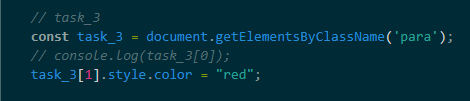 // task_3
const task_3 = document.getElementsByClassName('para');
// console.log(task_3[0]);
task_3[1].style.color = "red";